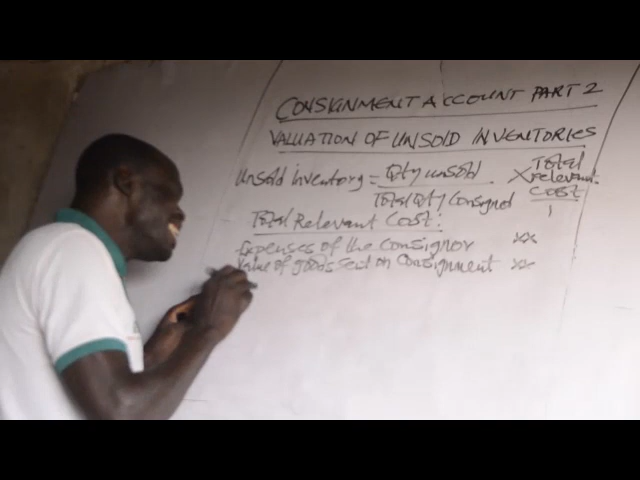 CONSIGNMENT ACCOUNT PART 2
VALUATION OF UNSOLD INVENTORIES
Unsold inventory = Qty unsold / Total Qty Consigned × Total relevant cost / 1
Total Relevant Cost:
Expenses of the consignor xx
Value of goods sent on Consignment xx